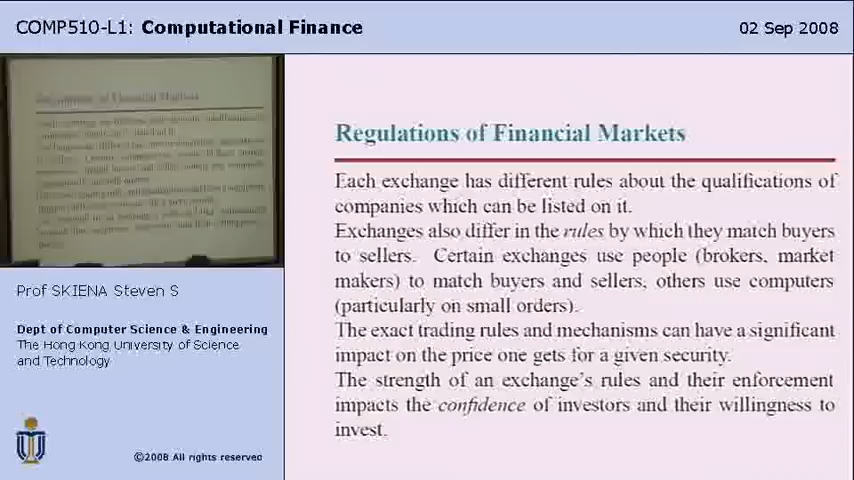 COMP510-L1: Computational Finance
02 Sep 2008
Regulations of Financial Markets
Each exchange has different rules about the qualifications of
companies which can be listed on it.
Exchanges also differ in the rules by which they match buyers
to sellers. Certain exchanges use people (brokers, market
makers) to match buyers and sellers, others use computers
(particularly on small orders).
The exact trading rules and mechanisms can have a significant
impact on the price one gets for a given security.
The strength of an exchange's rules and their enforcement
impacts the confidence of investors and their willingness to
invest.
Regulations of Financial Markets
Prof SKIENA Steven S
Dept of Computer Science & Engineering
The Hong Kong University of Science
and Technology
©2008 All rights reserved